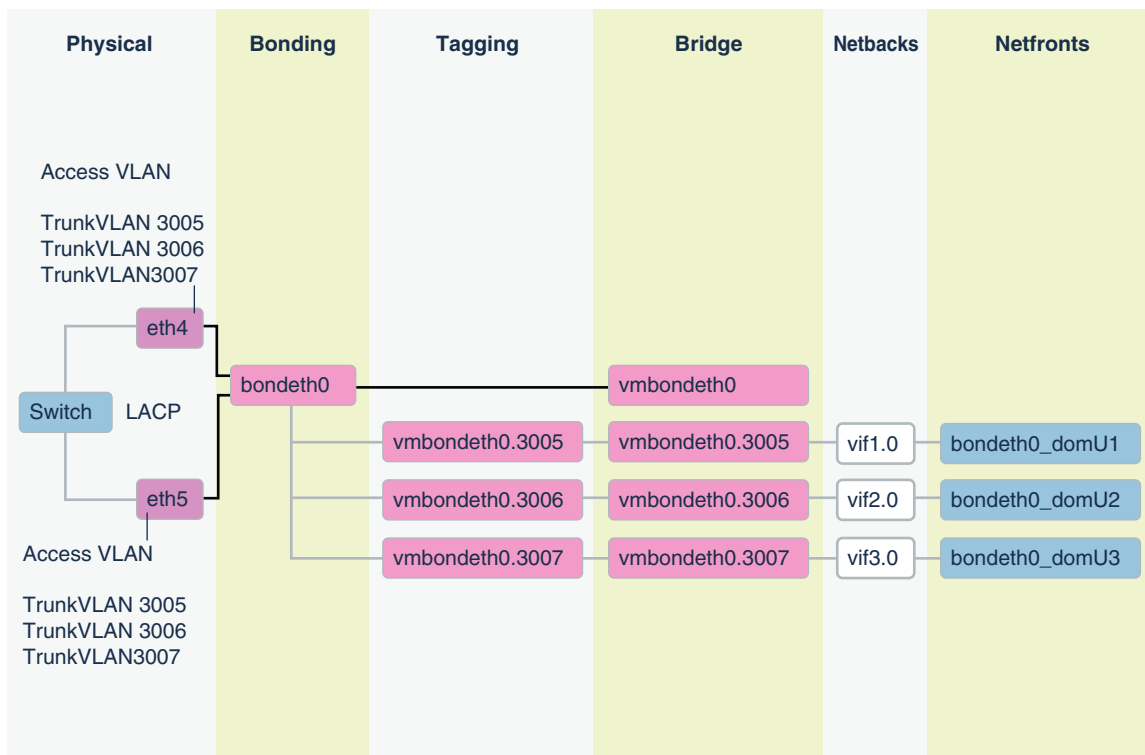 Physical
Bonding
Tagging
Bridge
Netbacks
Netfronts
Access VLAN
TrunkVLAN 3005
TrunkVLAN 3006
TrunkVLAN3007
eth4
bondeth0
vmbondeth0
Switch
LACP
vmbondeth0.3005
vmbondeth0.3005
vif1.0
bondeth0_domU1
eth5
vmbondeth0.3006
vmbondeth0.3006
vif2.0
bondeth0_domU2
Access VLAN
vmbondeth0.3007
vmbondeth0.3007
vif3.0
bondeth0_domU3
TrunkVLAN 3005
TrunkVLAN 3006
TrunkVLAN3007